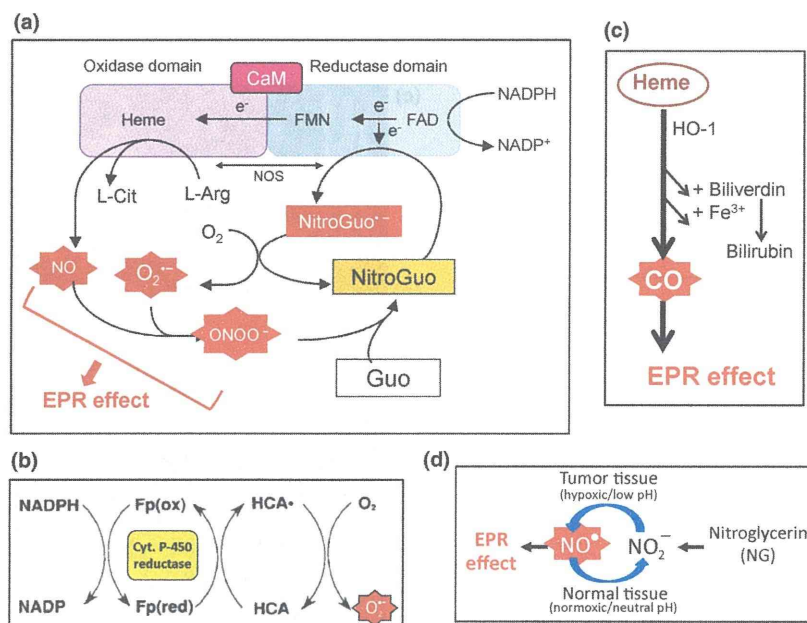 (a)
Oxidase domain
CaM
Reductase domain
Heme
e⁻
FMN
e⁻
e⁻
FAD
NADPH
NADP⁺
NOS
L-Cit
L-Arg
NitroGuo•⁻
O₂
NO
O₂•⁻
NitroGuo
ONOO⁻
Guo
EPR effect
(b)
NADPH
Fp(ox)
HCA•
O₂
Cyt. P-450
reductase
NADP
Fp(red)
HCA
O₂•⁻
(c)
Heme
HO-1
+ Biliverdin
+ Fe³⁺
Bilirubin
CO
EPR effect
(d)
Tumor tissue
(hypoxic/low pH)
EPR
effect
NO•
NO₂⁻
Nitroglycerin
(NG)
Normal tissue
(normoxic/neutral pH)